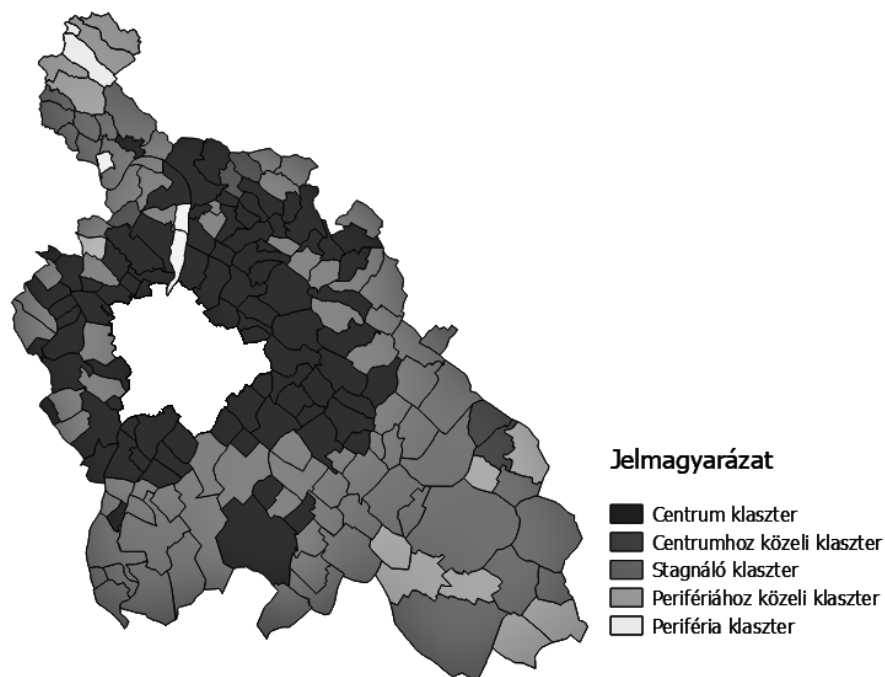 Jelmagyarázat
Centrum klaszter
Centrumhoz közeli klaszter
Stagnáló klaszter
Perifériához közeli klaszter
Periféria klaszter